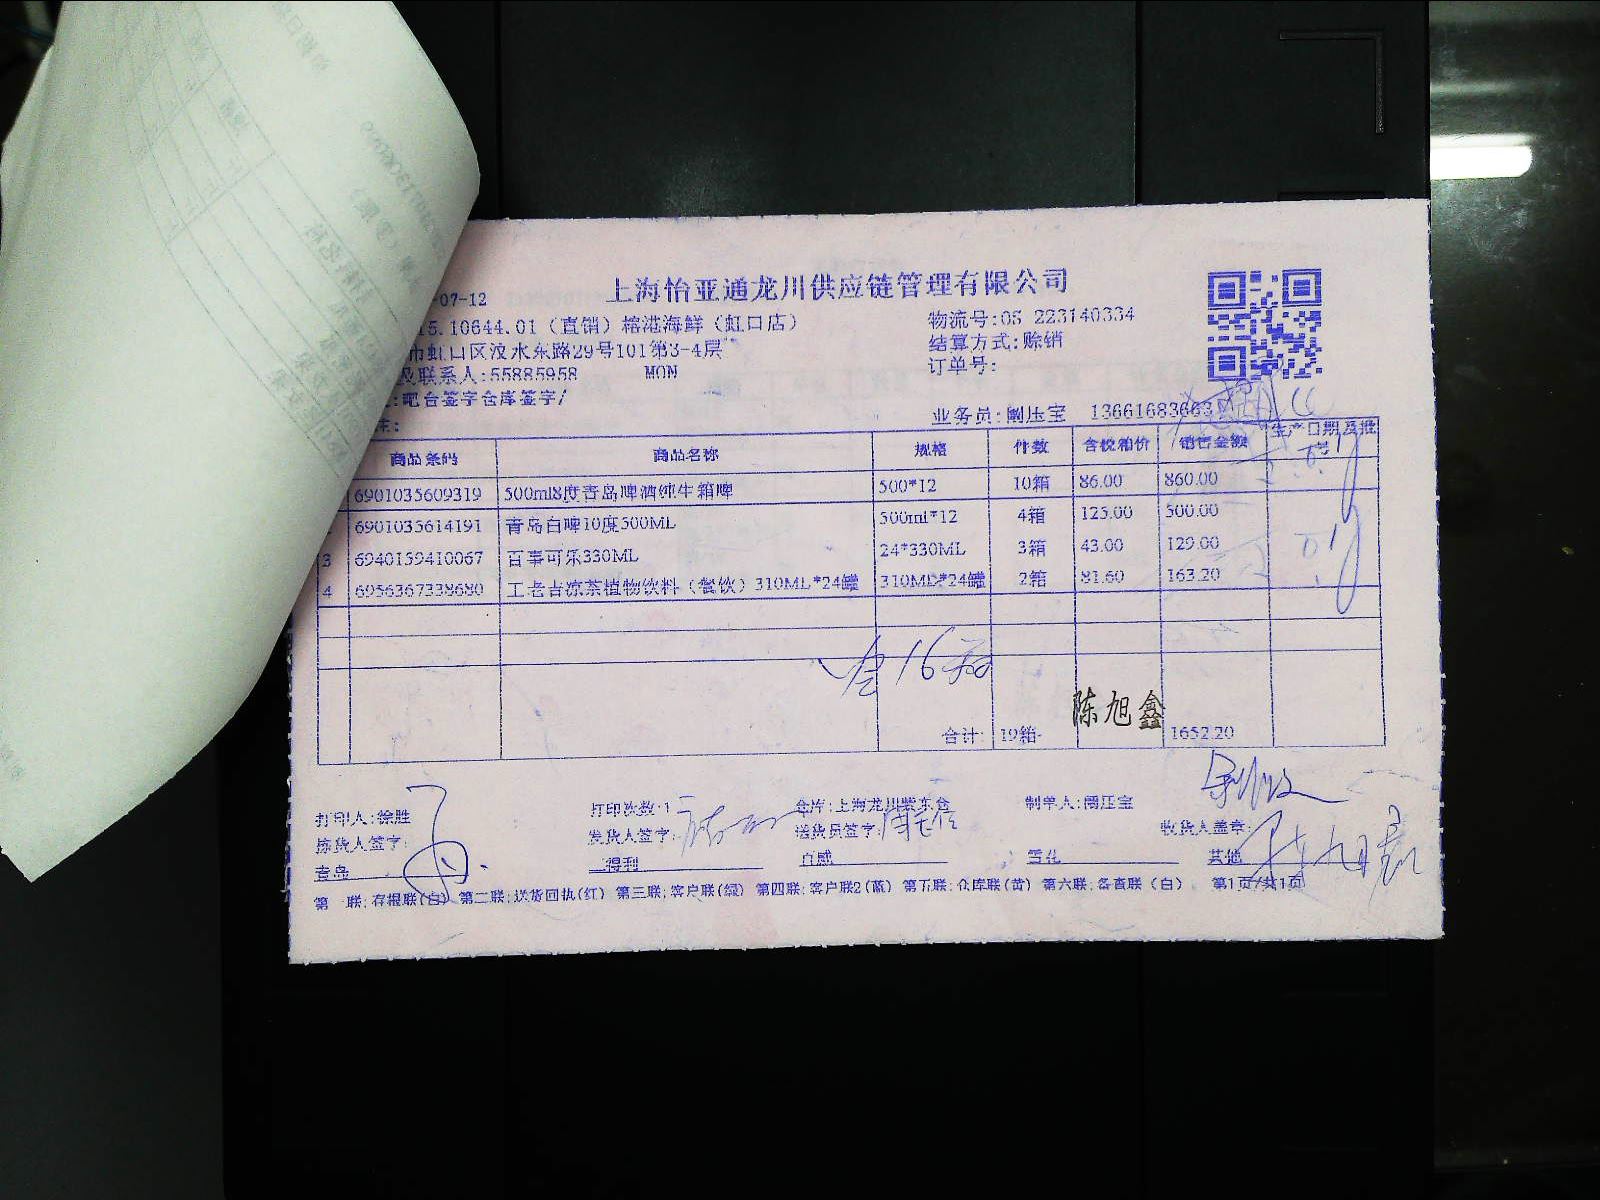 上海怡亚通龙川供应链管理有限公司
-07-12
15.10644.01（直销）榕港海鲜（虹口店） 物流号:OS 223140334
市虹口区汶水东路29号101第3-4层 结算方式:赊销
及联系人:55885958 MON 订单号:
:吧台签字仓库签字/
注: 业务员:阚压宝 13661683663
商品条码 商品名称 规格 件数 含税箱价 销售金额 生产日期及批号
6901035609319 500ml8度青岛啤酒纯生箱啤 500*12 10箱 86.00 860.00
6901035614191 青岛白啤10度500ML 500ml*12 4箱 125.00 500.00
3 6940159410067 百事可乐330ML 24*330ML 3箱 43.00 129.00
4 6956367338680 王老吉凉茶植物饮料（餐饮）310ML*24罐 310ML*24罐 2箱 81.60 163.20
16
陈旭鑫
合计: 19箱 1652.20
打印人:徐胜 打印次数:1 仓库:上海龙川浆东仓 制单人:阚压宝
拣货人签字: 发货人签字: 送货员签字: 收货人盖章:
青岛 得利 百威 雪花 其他
第一联:存根联(白) 第二联:送货回执(红) 第三联:客户联(绿) 第四联:客户联2(蓝) 第五联:仓库联(黄) 第六联:备查联(白) 第1页/共1页